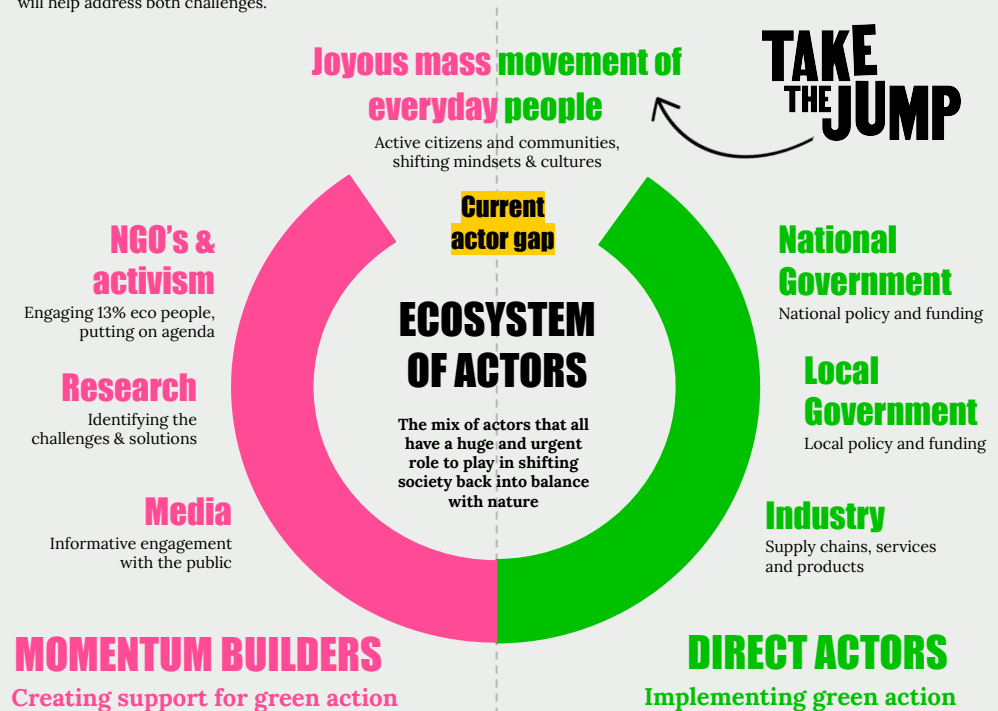 will help address both challenges.
Joyous mass movement of
everyday people
Active citizens and communities,
shifting mindsets & cultures
TAKE
THE JUMP
Current
actor gap
NGO's &
activism
Engaging 13% eco people,
putting on agenda
Research
Identifying the
challenges & solutions
Media
Informative engagement
with the public
ECOSYSTEM
OF ACTORS
The mix of actors that all
have a huge and urgent
role to play in shifting
society back into balance
with nature
National
Government
National policy and funding
Local
Government
Local policy and funding
Industry
Supply chains, services
and products
MOMENTUM BUILDERS
Creating support for green action
DIRECT ACTORS
Implementing green action